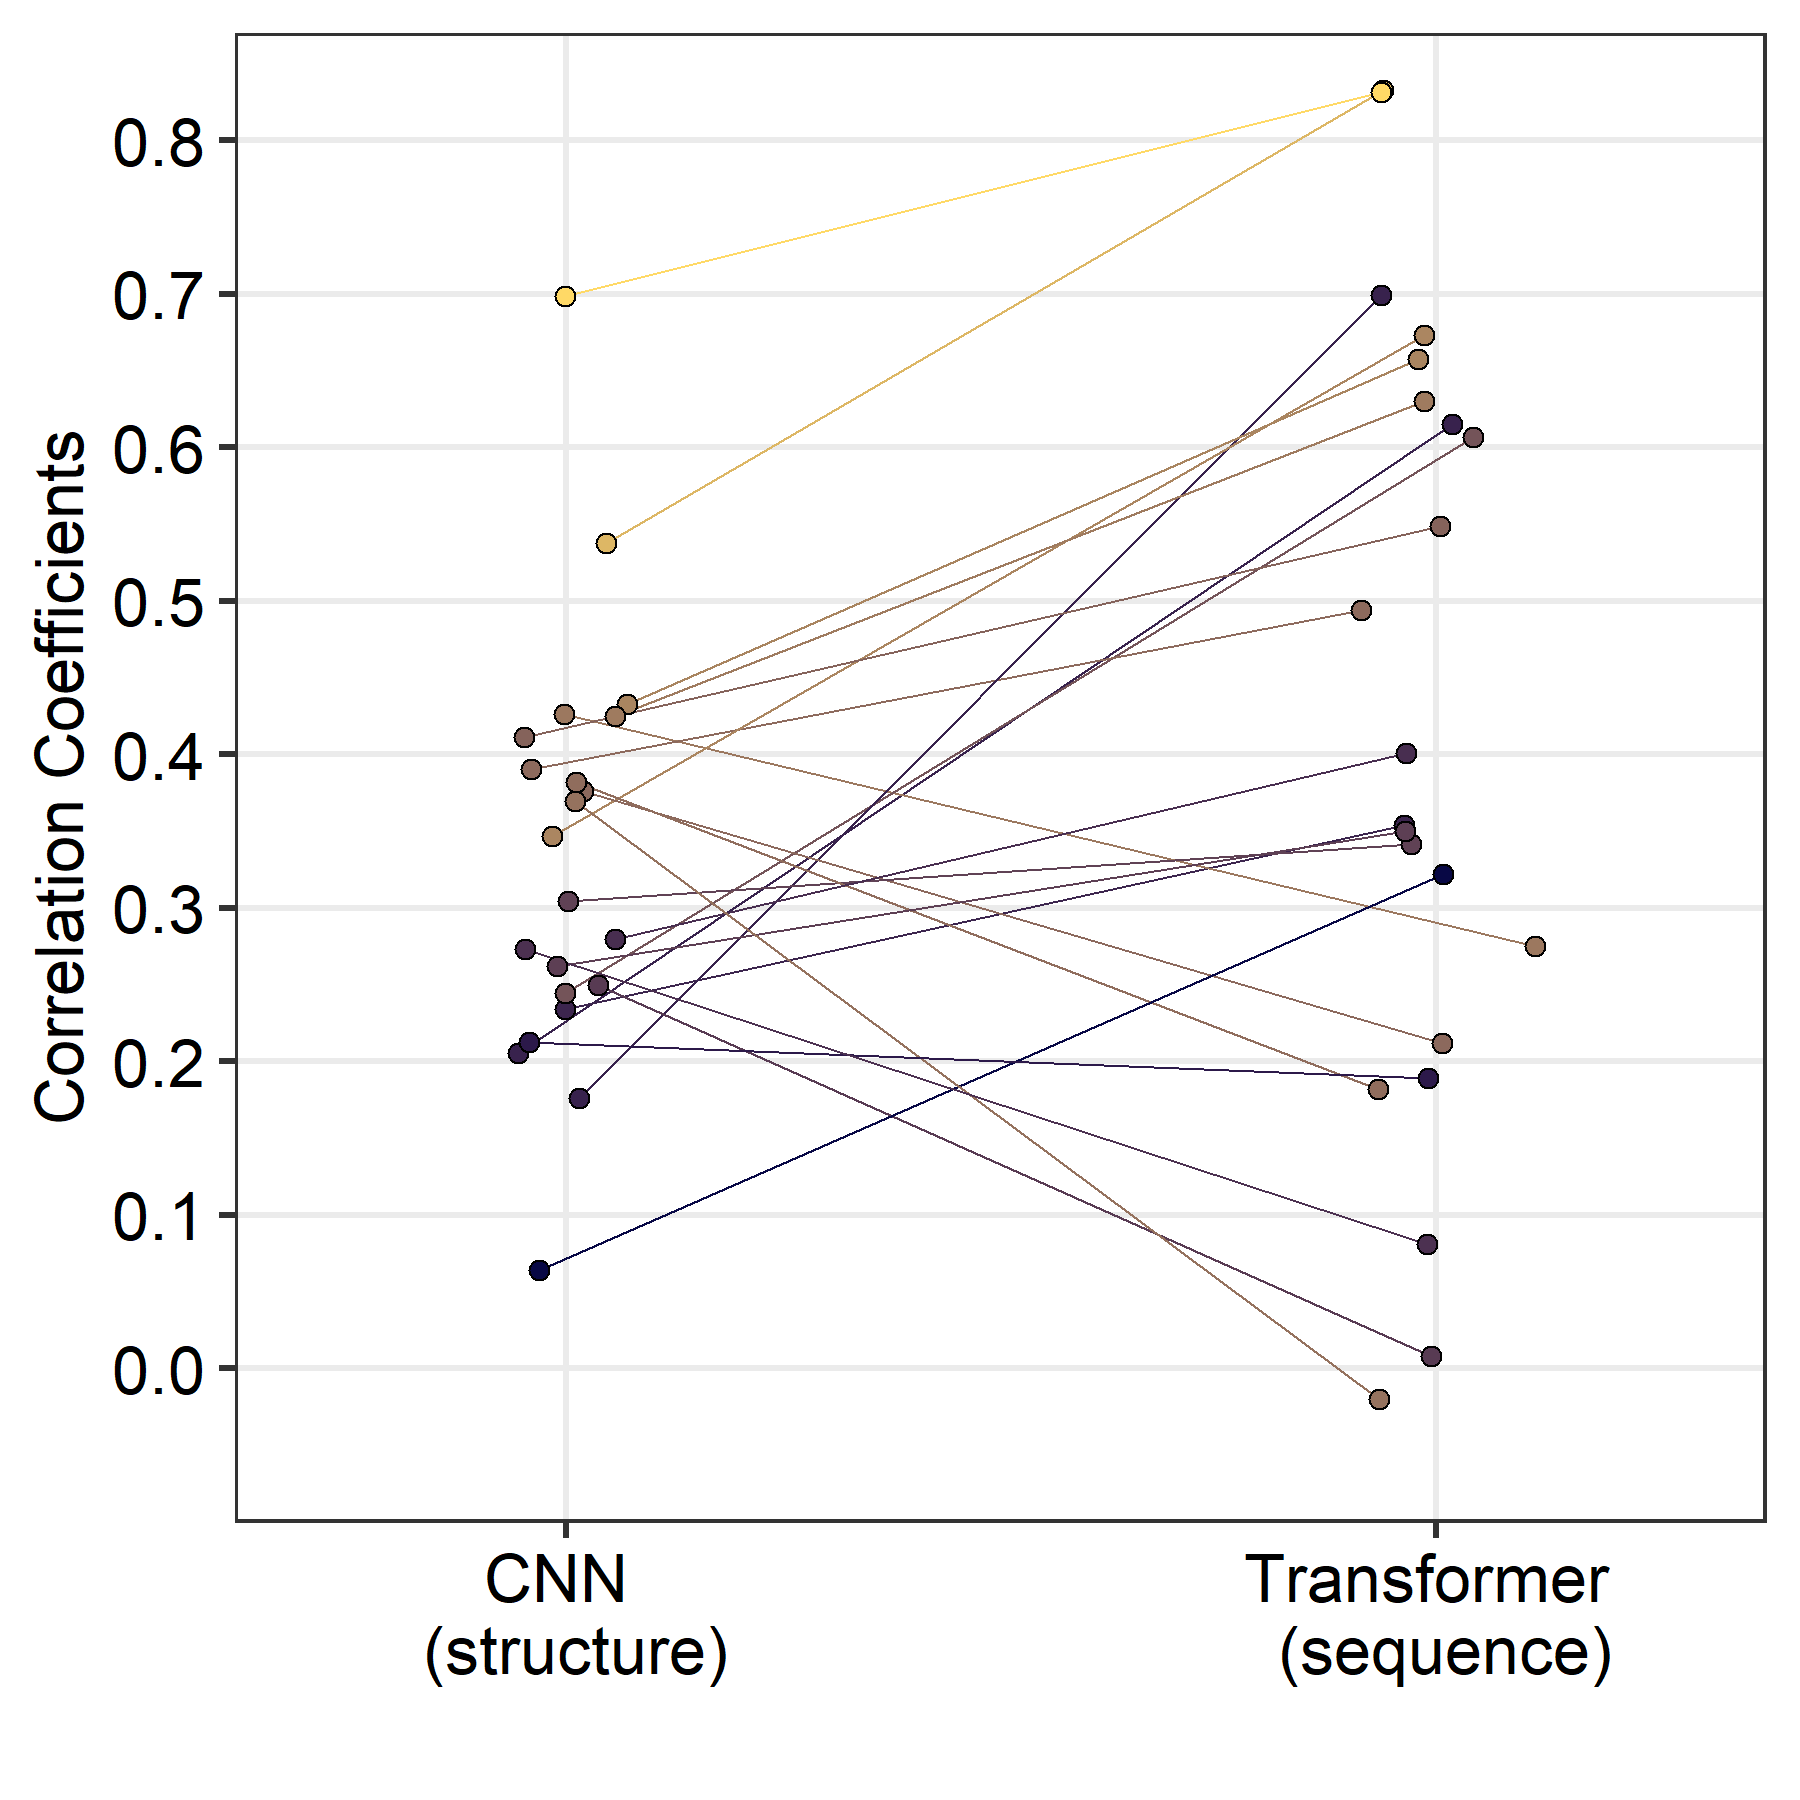 Correlation Coefficients
0.8
0.7
0.6
0.5
0.4
0.3
0.2
0.1
0.0
CNN
(structure)
Transformer
(sequence)